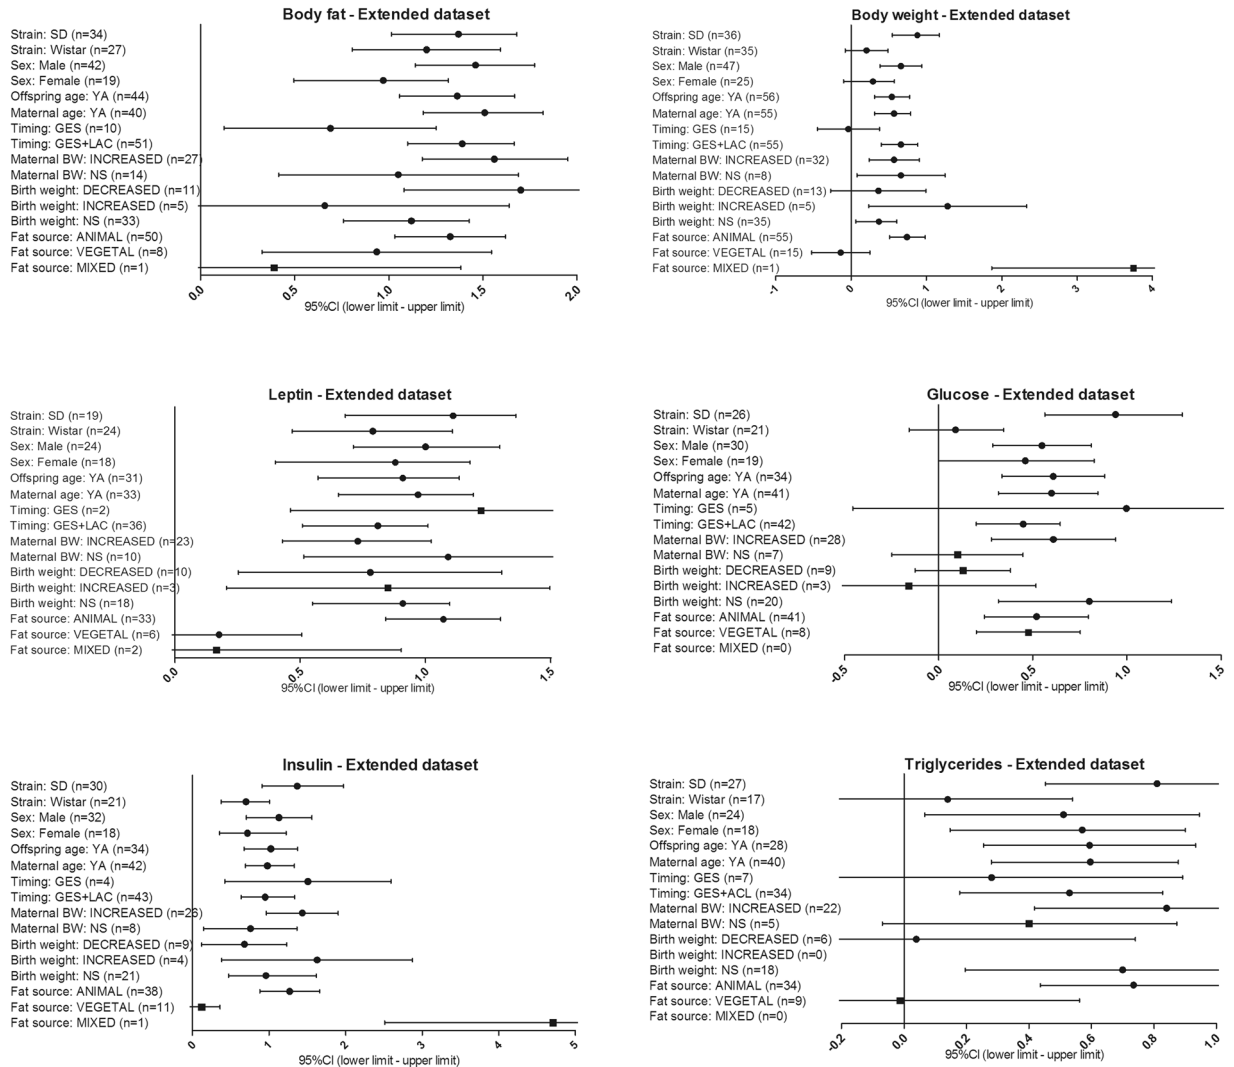 Body fat - Extended dataset
Strain: SD (n=34)
Strain: Wistar (n=27)
Sex: Male (n=42)
Sex: Female (n=19)
Offspring age: YA (n=44)
Maternal age: YA (n=40)
Timing: GES (n=10)
Timing: GES+LAC (n=51)
Maternal BW: INCREASED (n=27)
Maternal BW: NS (n=14)
Birth weight: DECREASED (n=11)
Birth weight: INCREASED (n=5)
Birth weight: NS (n=33)
Fat source: ANIMAL (n=50)
Fat source: VEGETAL (n=8)
Fat source: MIXED (n=1)
0.0 0.5 1.0 1.5 2.0
95%CI (lower limit - upper limit)
Body weight - Extended dataset
Strain: SD (n=36)
Strain: Wistar (n=35)
Sex: Male (n=47)
Sex: Female (n=25)
Offspring age: YA (n=56)
Maternal age: YA (n=55)
Timing: GES (n=15)
Timing: GES+LAC (n=55)
Maternal BW: INCREASED (n=32)
Maternal BW: NS (n=8)
Birth weight: DECREASED (n=13)
Birth weight: INCREASED (n=5)
Birth weight: NS (n=35)
Fat source: ANIMAL (n=55)
Fat source: VEGETAL (n=15)
Fat source: MIXED (n=1)
-1 0 1 2 3 4
95%CI (lower limit - upper limit)
Leptin - Extended dataset
Strain: SD (n=19)
Strain: Wistar (n=24)
Sex: Male (n=24)
Sex: Female (n=18)
Offspring age: YA (n=31)
Maternal age: YA (n=33)
Timing: GES (n=2)
Timing: GES+LAC (n=36)
Maternal BW: INCREASED (n=23)
Maternal BW: NS (n=10)
Birth weight: DECREASED (n=10)
Birth weight: INCREASED (n=3)
Birth weight: NS (n=18)
Fat source: ANIMAL (n=33)
Fat source: VEGETAL (n=6)
Fat source: MIXED (n=2)
0.0 0.5 1.0 1.5
95%CI (lower limit - upper limit)
Glucose - Extended dataset
Strain: SD (n=26)
Strain: Wistar (n=21)
Sex: Male (n=30)
Sex: Female (n=19)
Offspring age: YA (n=34)
Maternal age: YA (n=41)
Timing: GES (n=5)
Timing: GES+LAC (n=42)
Maternal BW: INCREASED (n=28)
Maternal BW: NS (n=7)
Birth weight: DECREASED (n=9)
Birth weight: INCREASED (n=3)
Birth weight: NS (n=20)
Fat source: ANIMAL (n=41)
Fat source: VEGETAL (n=8)
Fat source: MIXED (n=0)
-0.5 0.0 0.5 1.0 1.5
95%CI (lower limit - upper limit)
Insulin - Extended dataset
Strain: SD (n=30)
Strain: Wistar (n=21)
Sex: Male (n=32)
Sex: Female (n=18)
Offspring age: YA (n=34)
Maternal age: YA (n=42)
Timing: GES (n=4)
Timing: GES+LAC (n=43)
Maternal BW: INCREASED (n=26)
Maternal BW: NS (n=8)
Birth weight: DECREASED (n=9)
Birth weight: INCREASED (n=4)
Birth weight: NS (n=21)
Fat source: ANIMAL (n=38)
Fat source: VEGETAL (n=11)
Fat source: MIXED (n=1)
0 1 2 3 4 5
95%CI (lower limit - upper limit)
Triglycerides - Extended dataset
Strain: SD (n=27)
Strain: Wistar (n=17)
Sex: Male (n=24)
Sex: Female (n=18)
Offspring age: YA (n=28)
Maternal age: YA (n=40)
Timing: GES (n=7)
Timing: GES+ACL (n=34)
Maternal BW: INCREASED (n=22)
Maternal BW: NS (n=5)
Birth weight: DECREASED (n=6)
Birth weight: INCREASED (n=0)
Birth weight: NS (n=18)
Fat source: ANIMAL (n=34)
Fat source: VEGETAL (n=9)
Fat source: MIXED (n=0)
-0.2 0.0 0.2 0.4 0.6 0.8 1.0
95%CI (lower limit - upper limit)